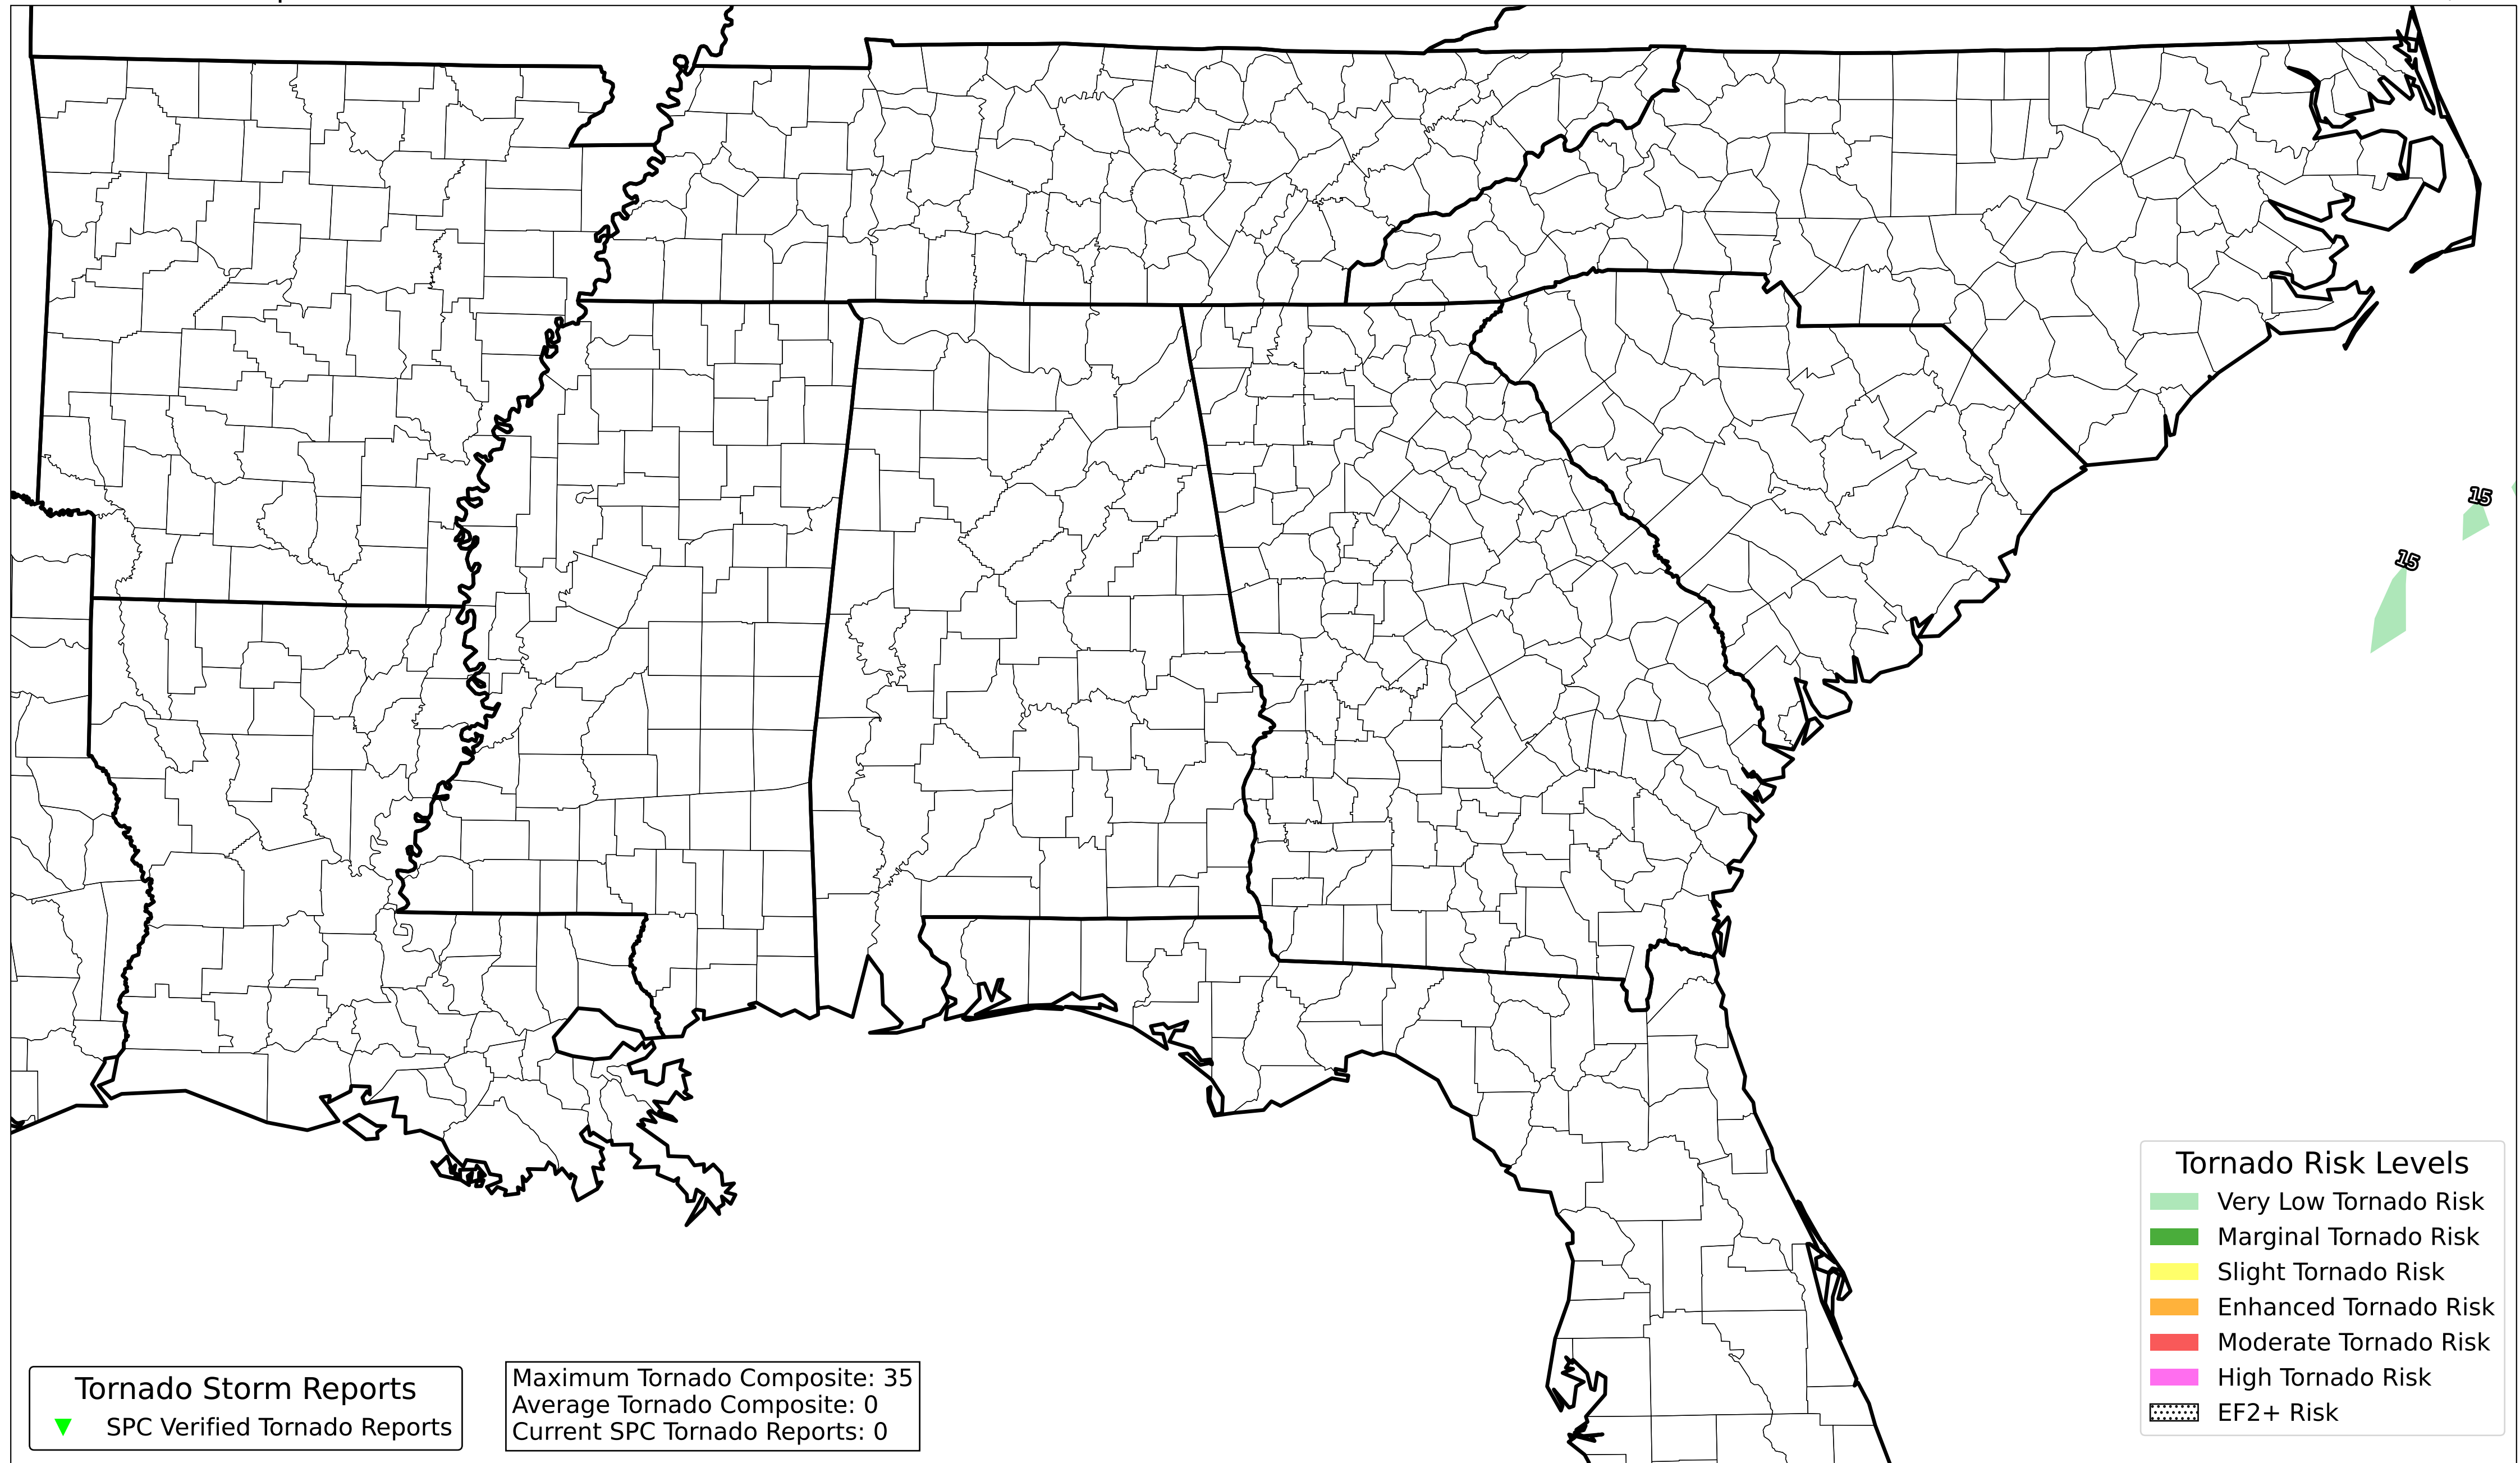 15
15
Tornado Risk Levels
Very Low Tornado Risk
Marginal Tornado Risk
Slight Tornado Risk
Enhanced Tornado Risk
Moderate Tornado Risk
High Tornado Risk
EF2+ Risk
Tornado Storm Reports
SPC Verified Tornado Reports
Maximum Tornado Composite: 35
Average Tornado Composite: 0
Current SPC Tornado Reports: 0